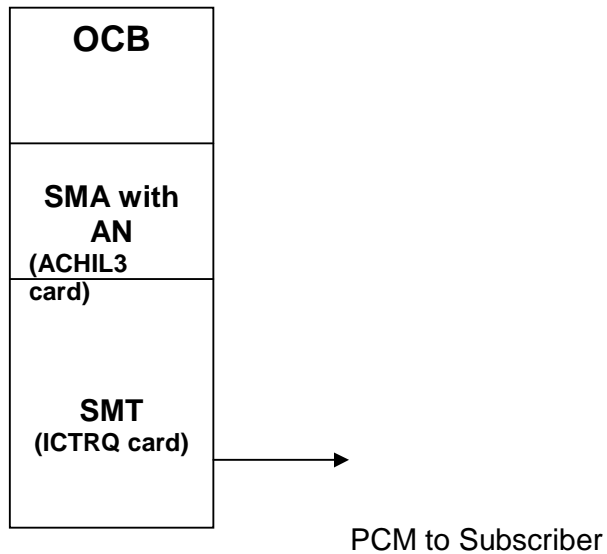 OCB
SMA with
AN
(ACHIL3
card)
SMT
(ICTRQ card)
PCM to Subscriber